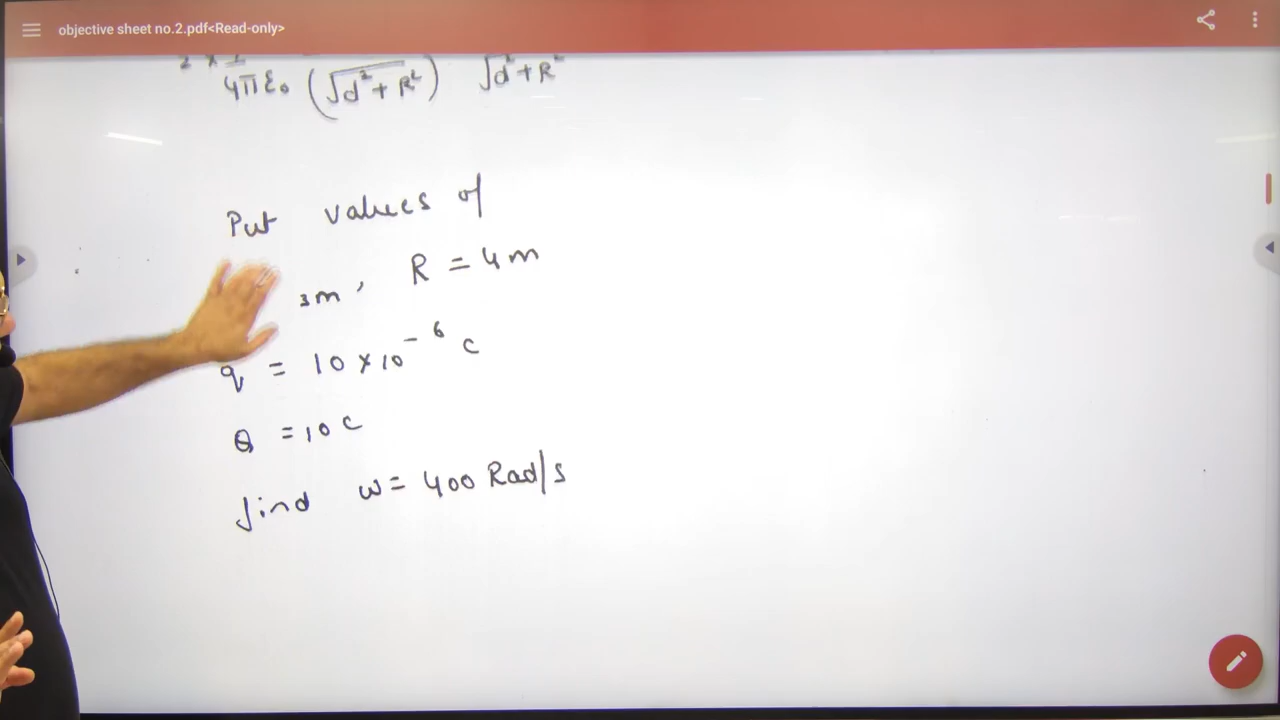 objective sheet no.2.pdf<Read-only>
4πε₀ (√d²+R²) √d²+R²
Put values of
3m, R = 4m
q = 10×10⁻⁶ C
Q = 10 C
find ω = 400 Rad/s